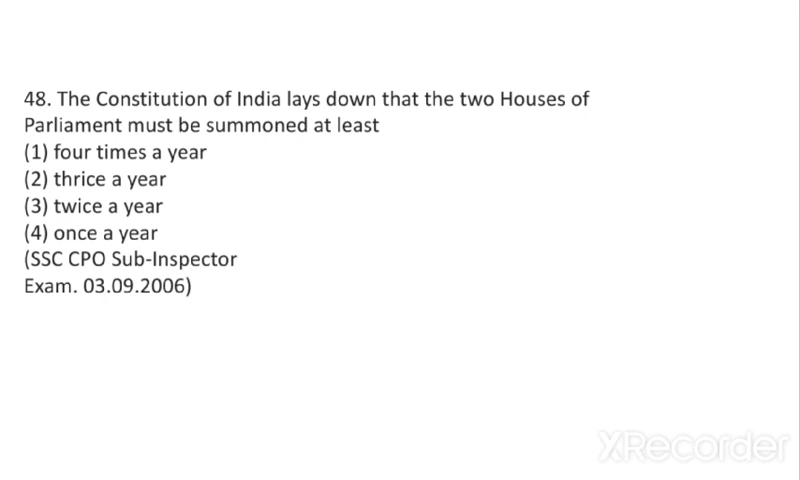 48. The Constitution of India lays down that the two Houses of
Parliament must be summoned at least
(1) four times a year
(2) thrice a year
(3) twice a year
(4) once a year
(SSC CPO Sub-Inspector
Exam. 03.09.2006)
XRecorder